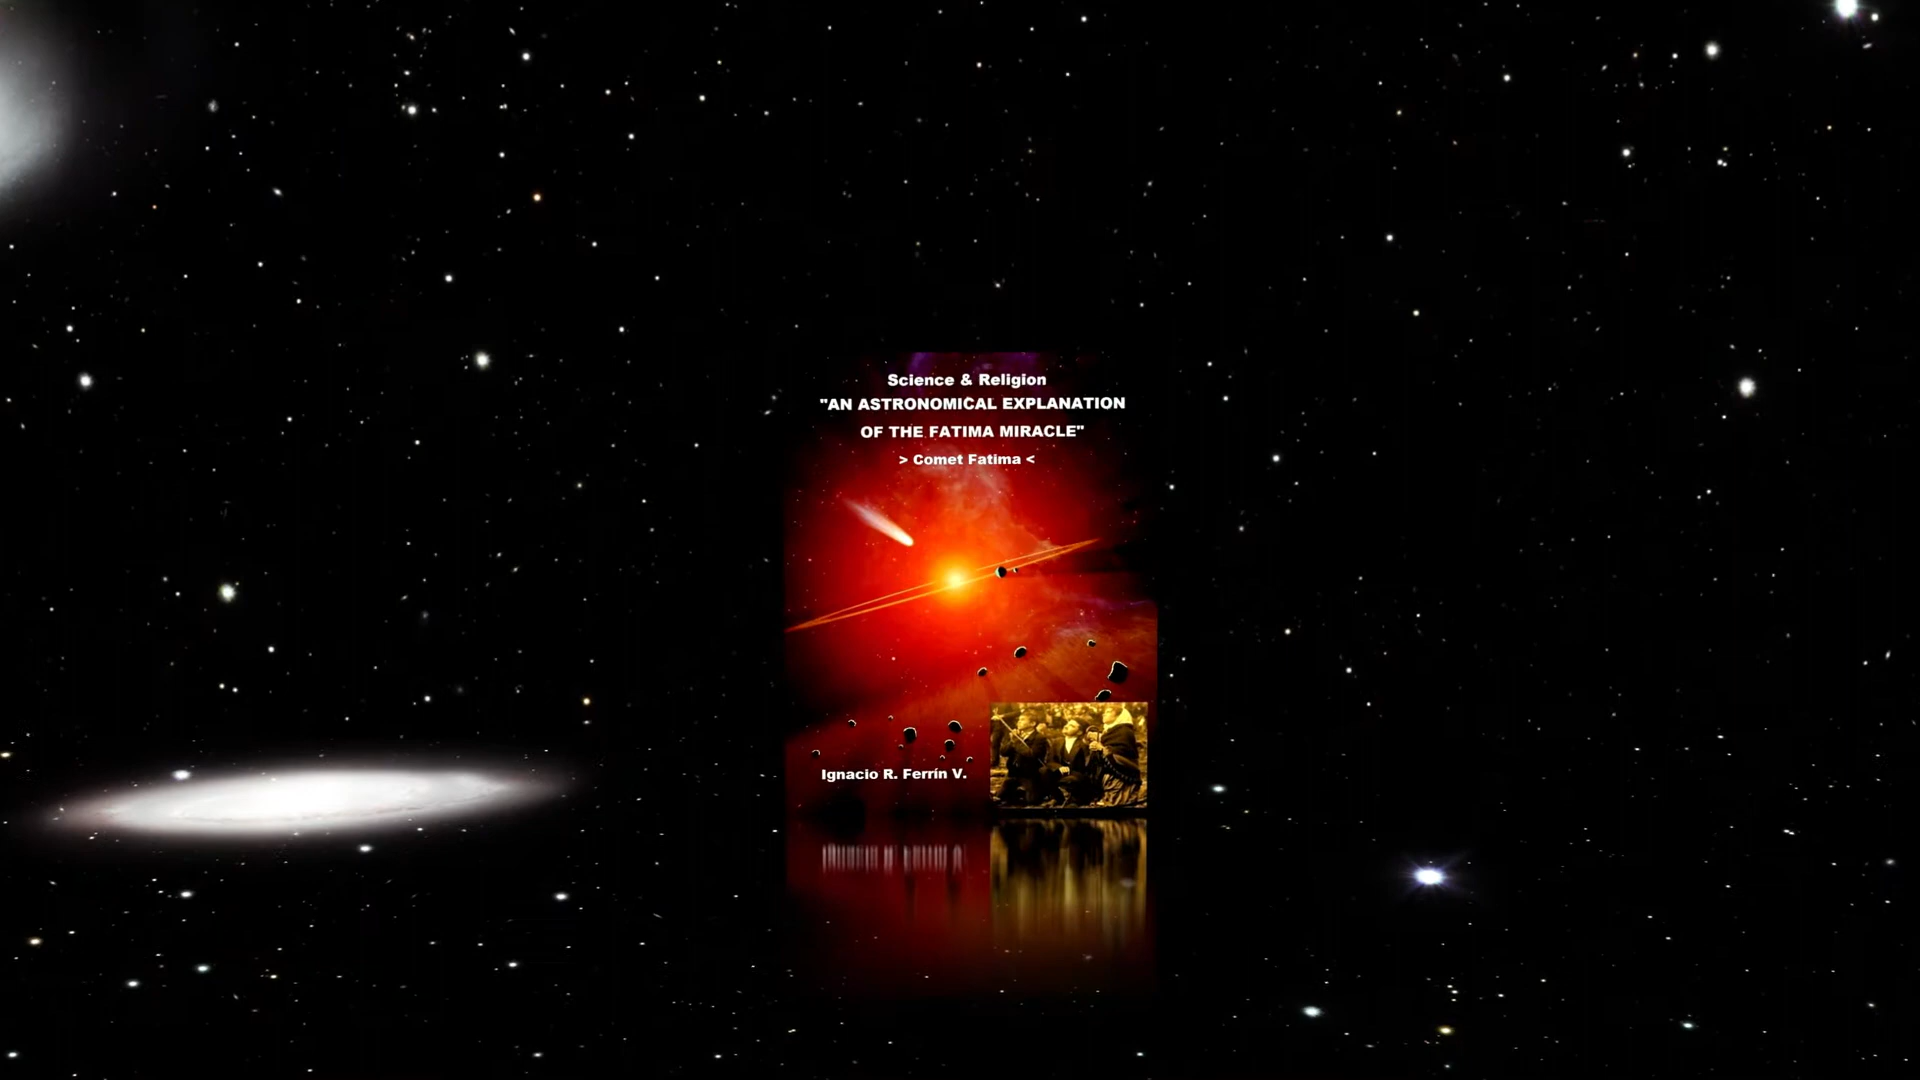 Science & Religion
"AN ASTRONOMICAL EXPLANATION
OF THE FATIMA MIRACLE"
> Comet Fatima <
Ignacio R. Ferrín V.